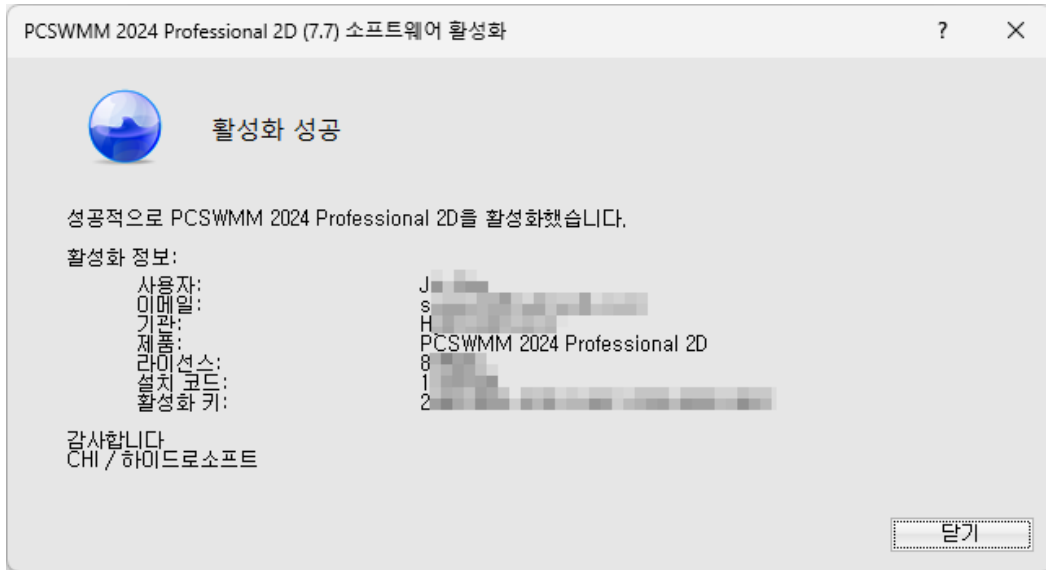 PCSWMM 2024 Professional 2D (7.7) 소프트웨어 활성화
활성화 성공
성공적으로 PCSWMM 2024 Professional 2D을 활성화했습니다.
활성화 정보:
사용자: J
이메일: s
기관: H
제품: PCSWMM 2024 Professional 2D
라이선스: 8
설치 코드: 1
활성화 키: 2
감사합니다
CHI / 하이드로소프트
닫기